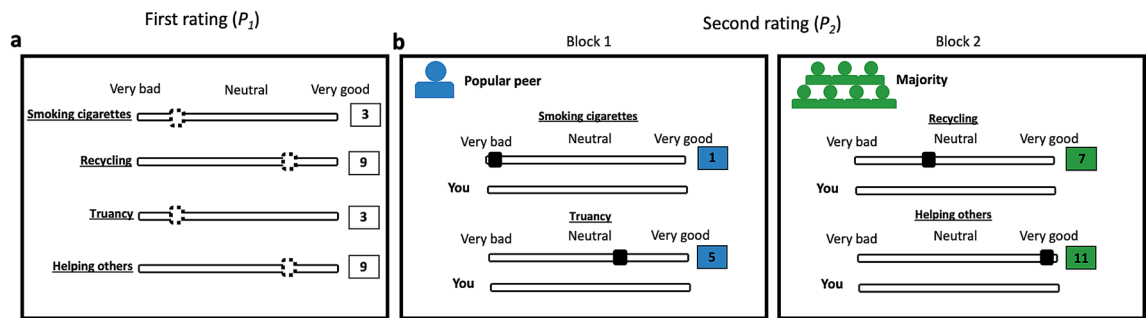 First rating (P1)
Second rating (P2)
a
b
Block 1
Block 2
Very bad Neutral Very good
Smoking cigarettes 3
Recycling 9
Truancy 3
Helping others 9
Popular peer
Smoking cigarettes
Very bad Neutral Very good
1
You
Truancy
Very bad Neutral Very good
5
You
Majority
Recycling
Very bad Neutral Very good
7
You
Helping others
Very bad Neutral Very good
11
You